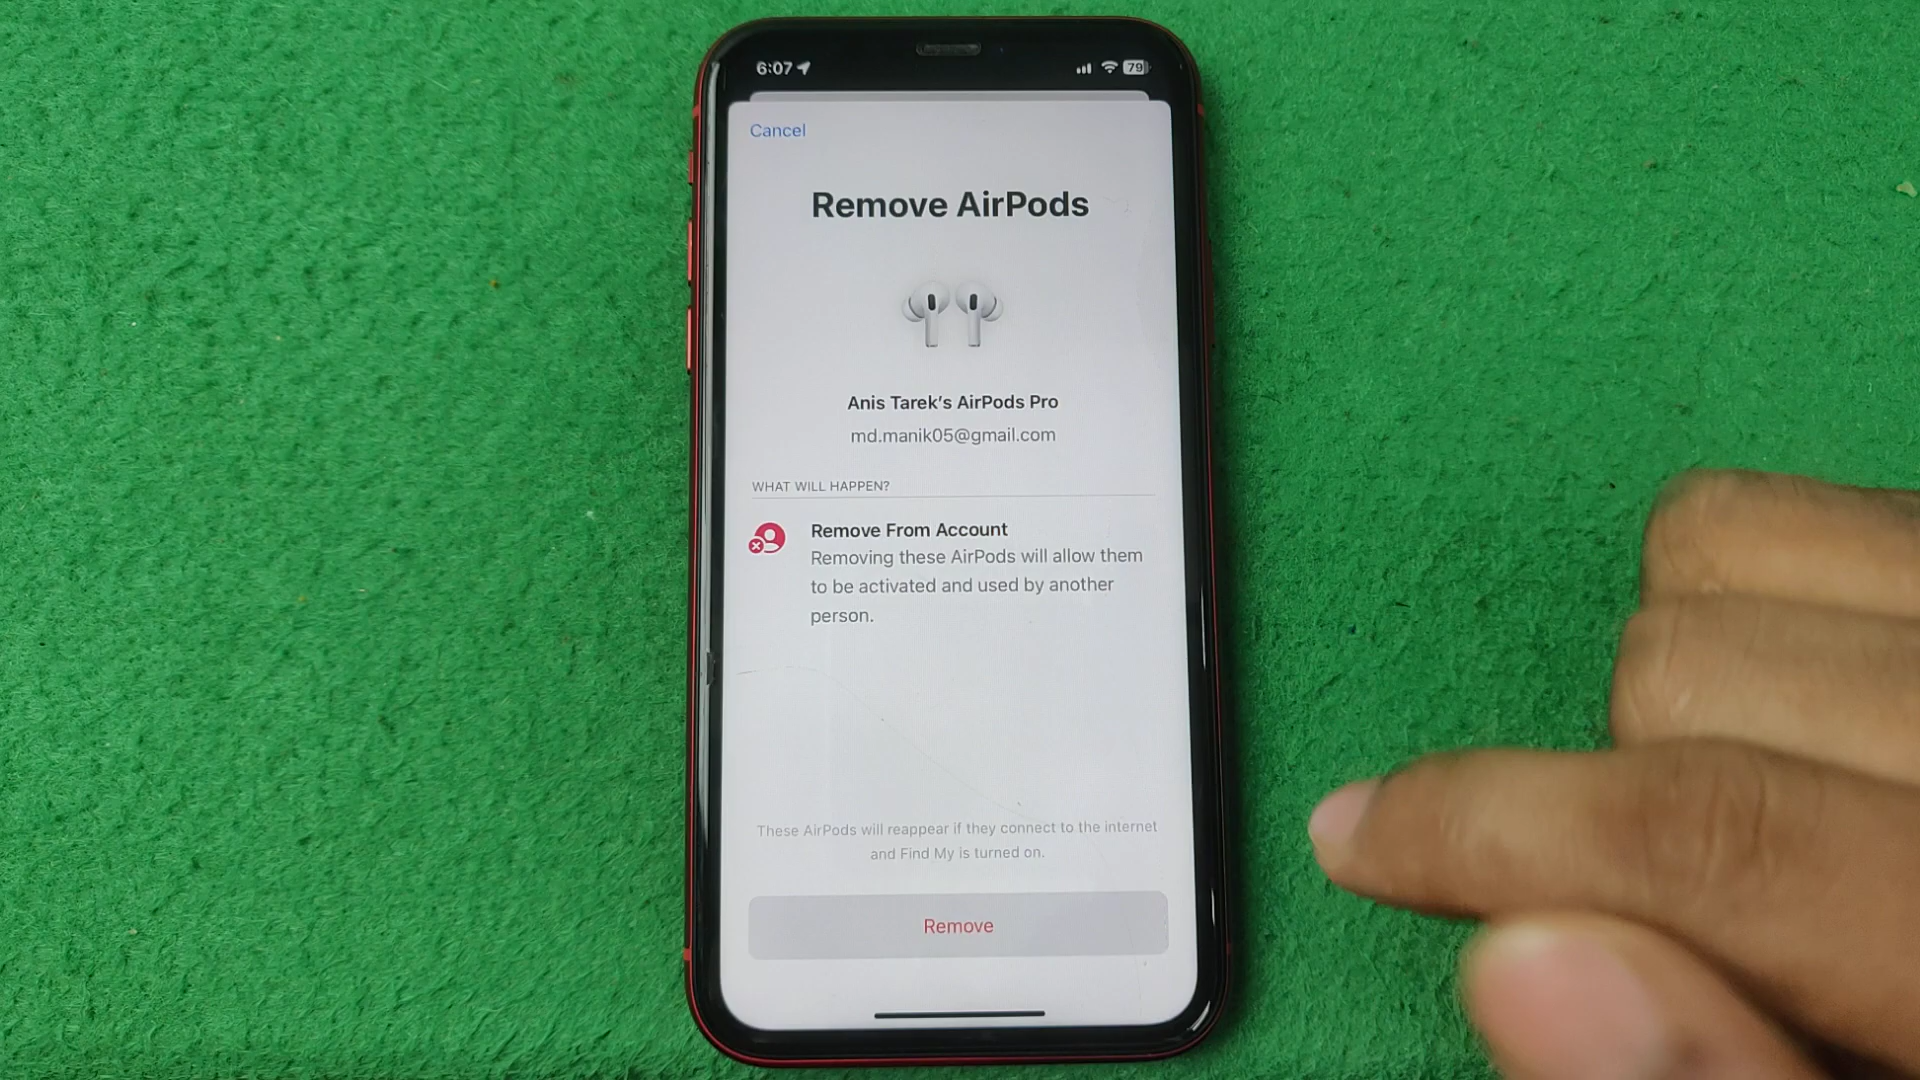 6:07
79
Cancel
Remove AirPods
Anis Tarek's AirPods Pro
md.manik05@gmail.com
WHAT WILL HAPPEN?
Remove From Account
Removing these AirPods will allow them
to be activated and used by another
person.
These AirPods will reappear if they connect to the internet
and Find My is turned on.
Remove